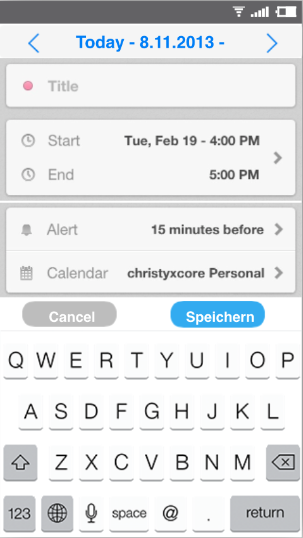 Today - 8.11.2013 -
Title
Start Tue, Feb 19 - 4:00 PM
End 5:00 PM
Alert 15 minutes before
Calendar christyxcore Personal
Cancel Speichern
Q W E R T Y U I O P
A S D F G H J K L
Z X C V B N M
123 space @ . return